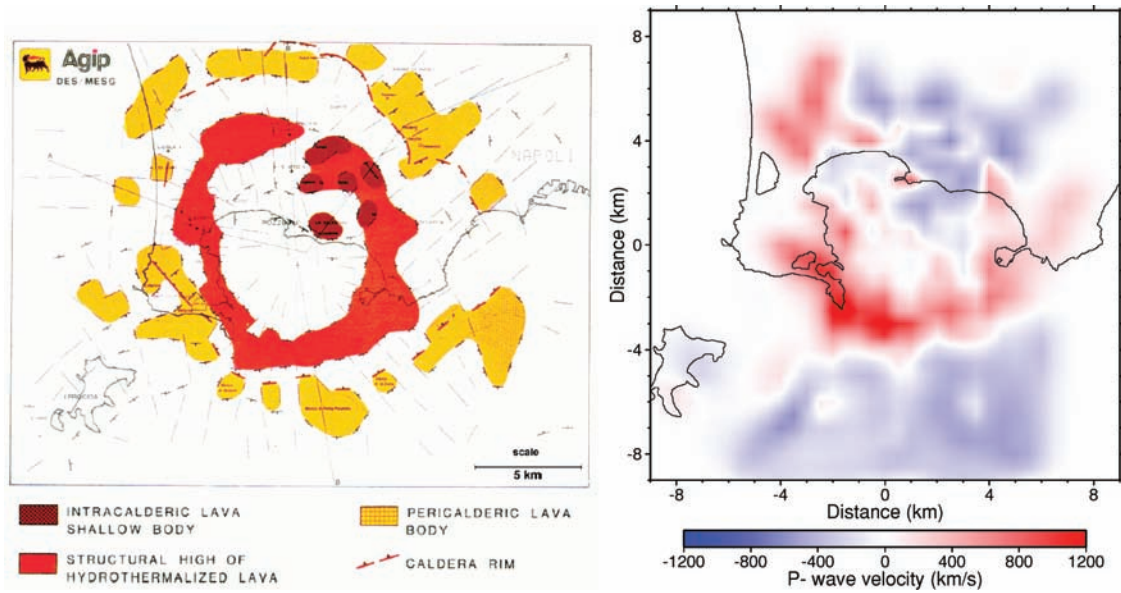 Agip
DES/MESG
NAPOLI
scale
5 km
INTRACALDERIC LAVA
SHALLOW BODY
STRUCTURAL HIGH OF
HYDROTHERMALIZED LAVA
PERICALDERIC LAVA
BODY
CALDERA RIM
8
4
0
-4
-8
Distance (km)
-8
-4
0
4
8
Distance (km)
-1200
-800
-400
0
400
800
1200
P- wave velocity (km/s)